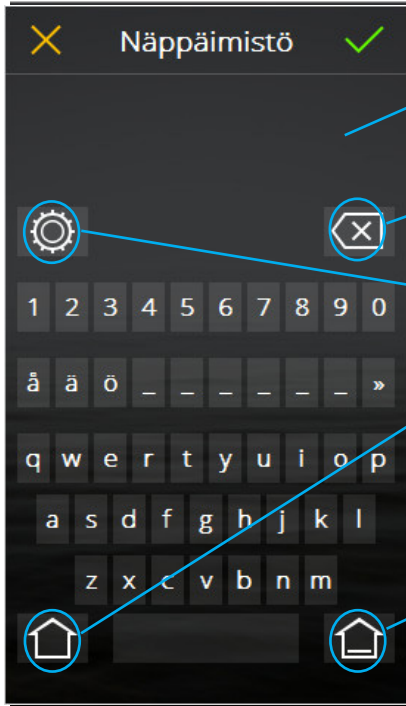 Näppäimistö
1 2 3 4 5 6 7 8 9 0
å ä ö _ _ _ _ _ _ »
q w e r t y u i o p
a s d f g h j k l
z x c v b n m